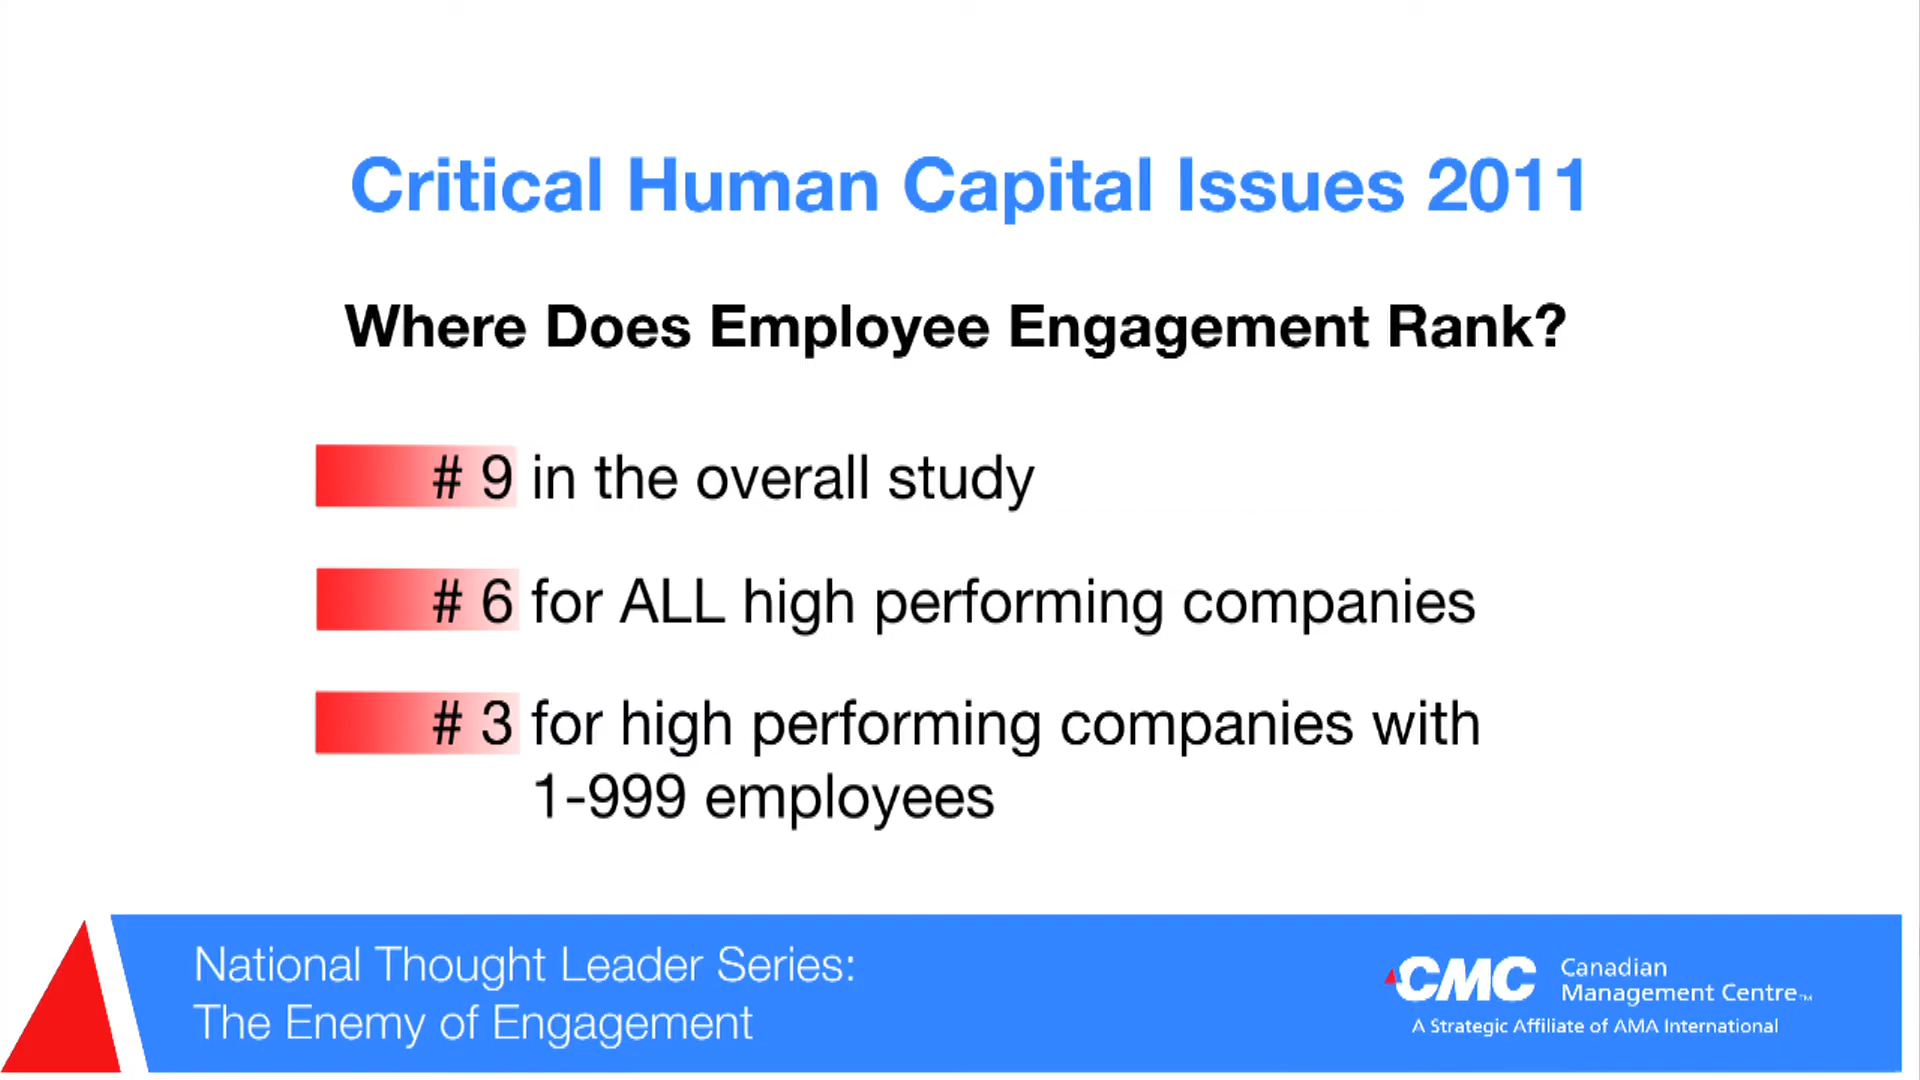 Critical Human Capital Issues 2011
Where Does Employee Engagement Rank?
# 9 in the overall study
# 6 for ALL high performing companies
# 3 for high performing companies with
1-999 employees
National Thought Leader Series:
The Enemy of Engagement
CMC Canadian
Management Centre™
A Strategic Affiliate of AMA International